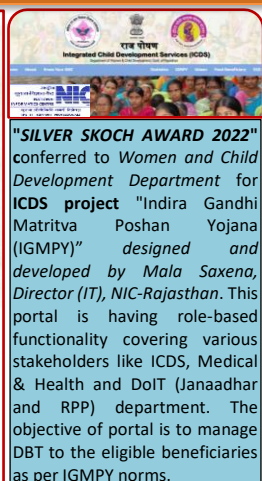 राज पोषण
Integrated Child Development Services (ICDS)
NIC
"SILVER SKOCH AWARD 2022"
conferred to Women and Child
Development Department for
ICDS project "Indira Gandhi
Matritva Poshan Yojana
(IGMPY)” designed and
developed by Mala Saxena,
Director (IT), NIC-Rajasthan. This
portal is having role-based
functionality covering various
stakeholders like ICDS, Medical
& Health and DoIT (Janaadhar
and RPP) department. The
objective of portal is to manage
DBT to the eligible beneficiaries
as per IGMPY norms.